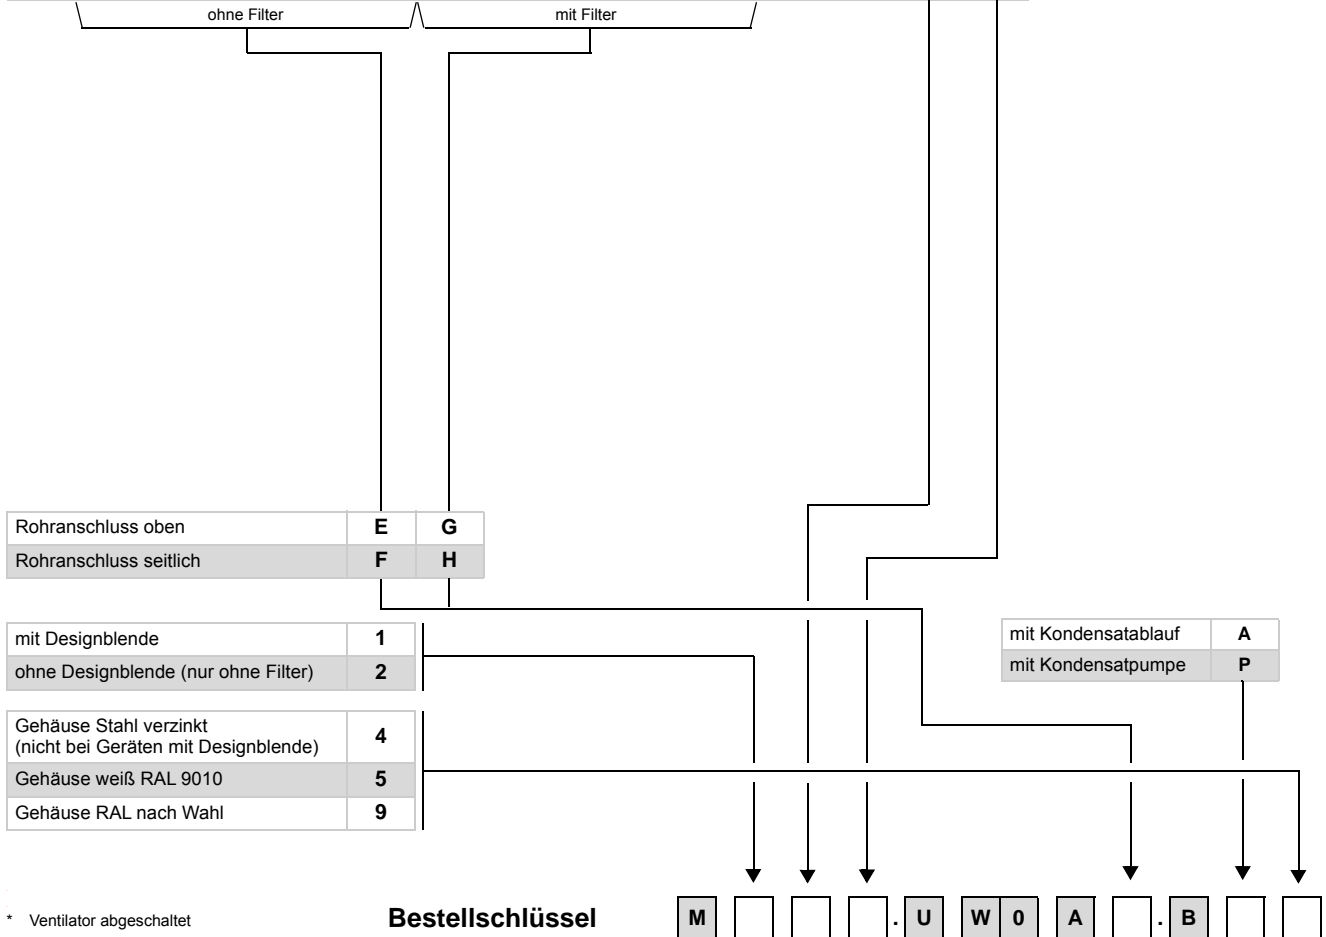 ohne Filter mit Filter
Rohranschluss oben E G
Rohranschluss seitlich F H
mit Designblende 1
ohne Designblende (nur ohne Filter) 2
mit Kondensatablauf A
mit Kondensatpumpe P
Gehäuse Stahl verzinkt
(nicht bei Geräten mit Designblende) 4
Gehäuse weiß RAL 9010 5
Gehäuse RAL nach Wahl 9
* Ventilator abgeschaltet
Bestellschlüssel M . U W 0 A . B